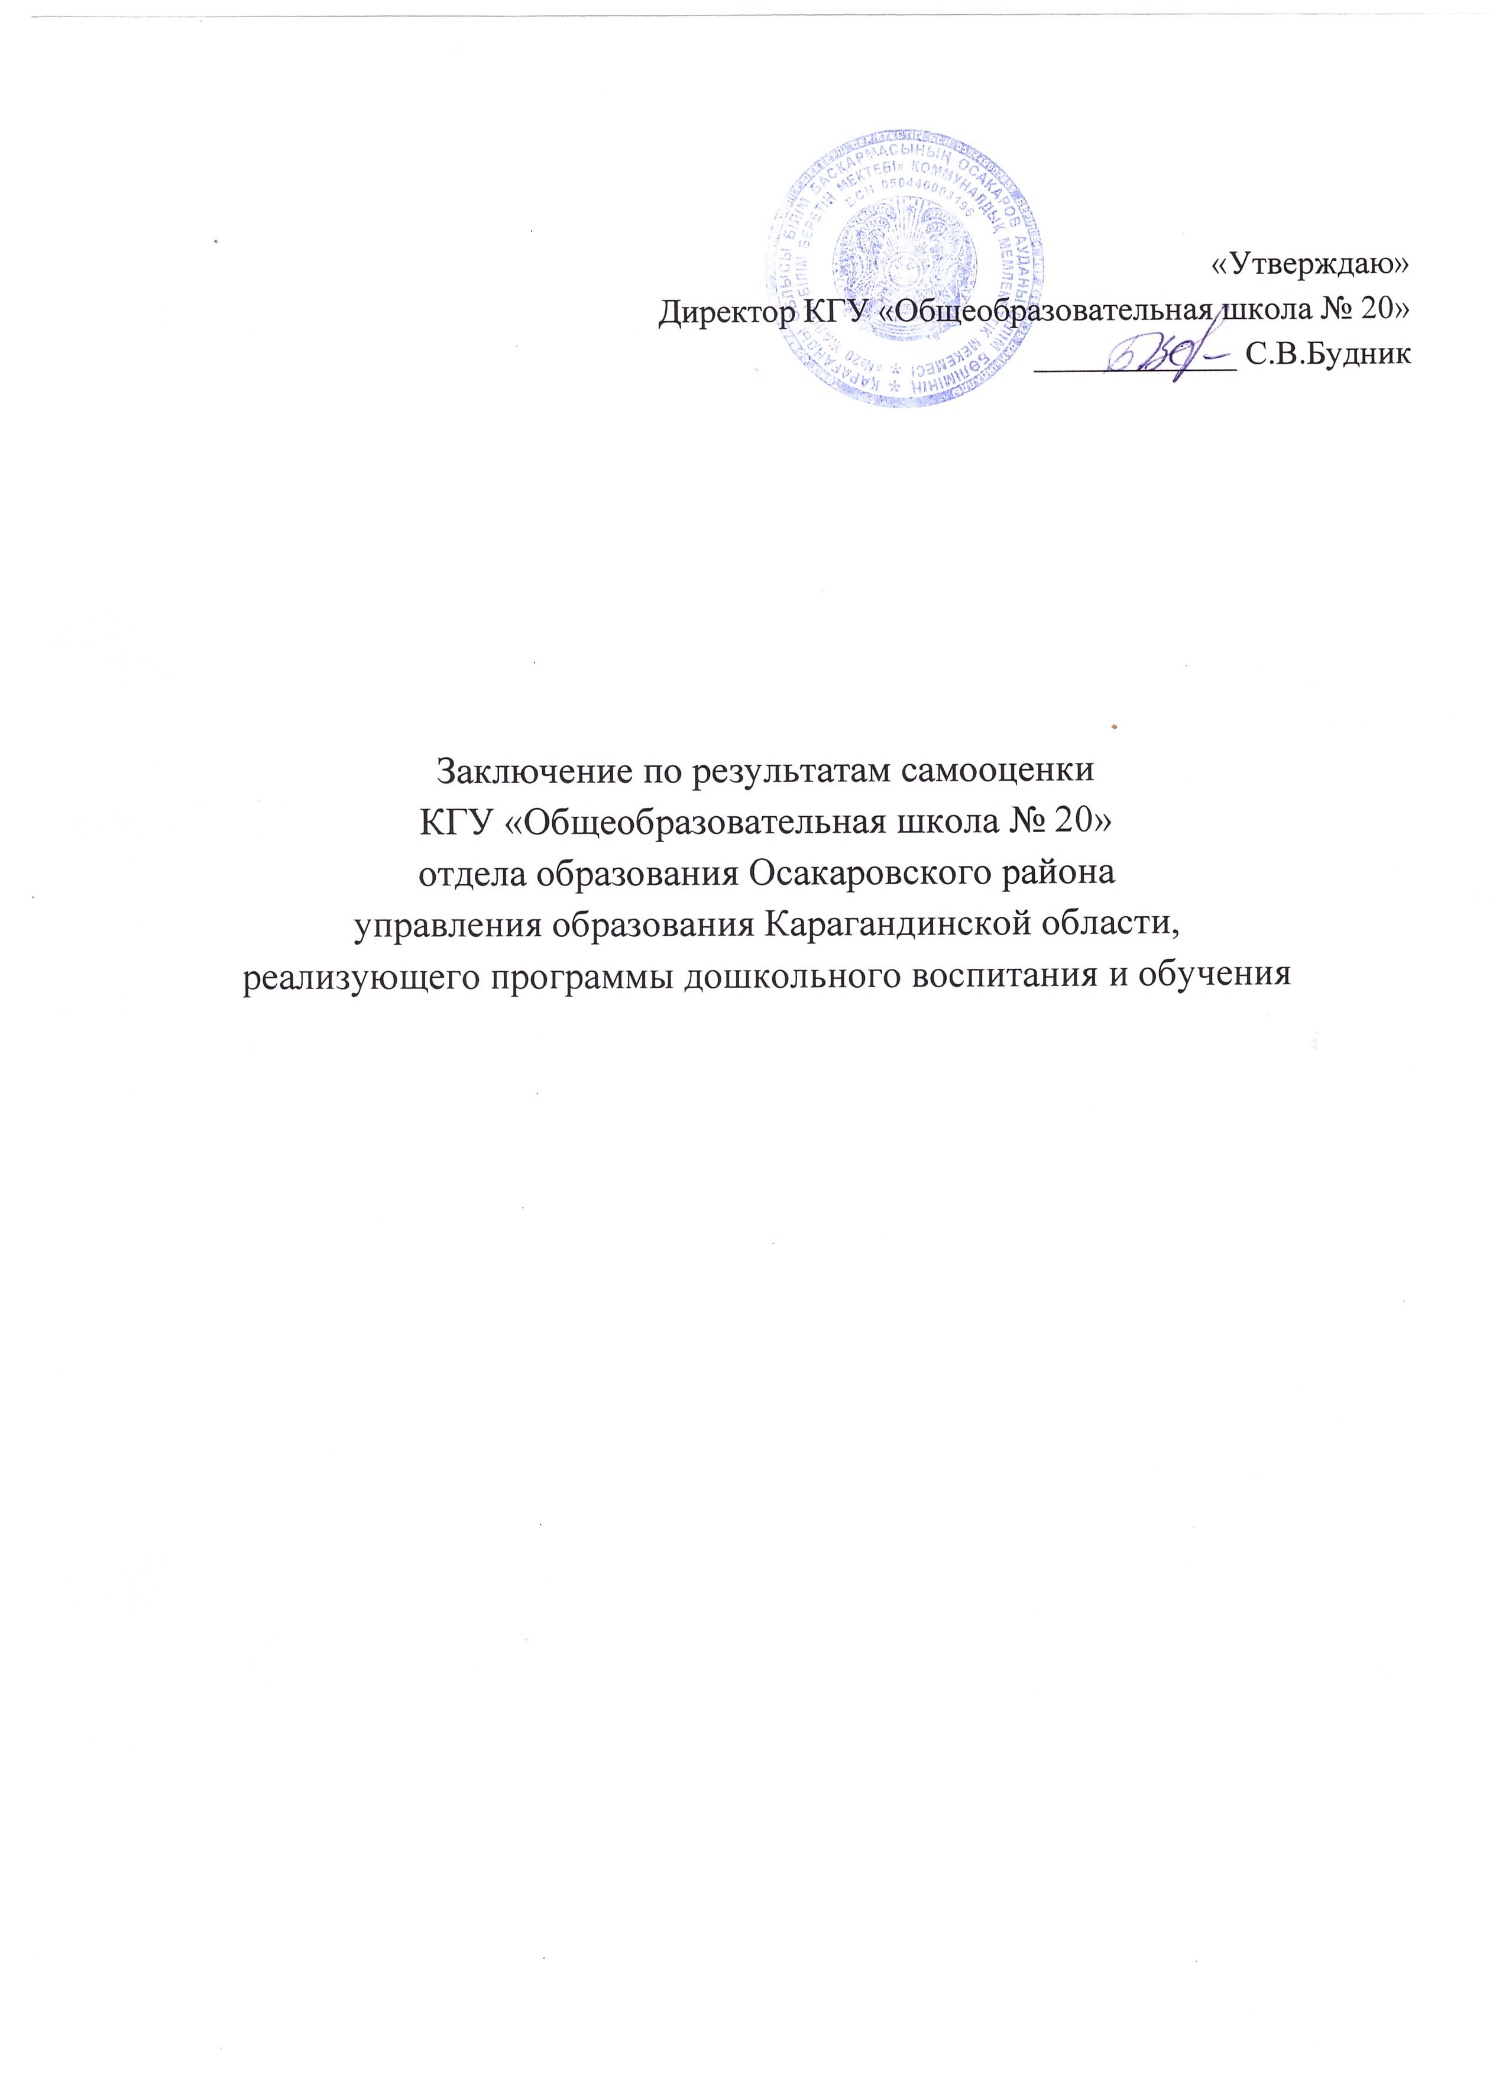 «Утверждаю»
Директор КГУ «Общеобразовательная школа № 20»
С.В.Будник
Заключение по результатам самооценки
КГУ «Общеобразовательная школа № 20»
отдела образования Осакаровского района
управления образования Карагандинской области,
реализующего программы дошкольного воспитания и обучения